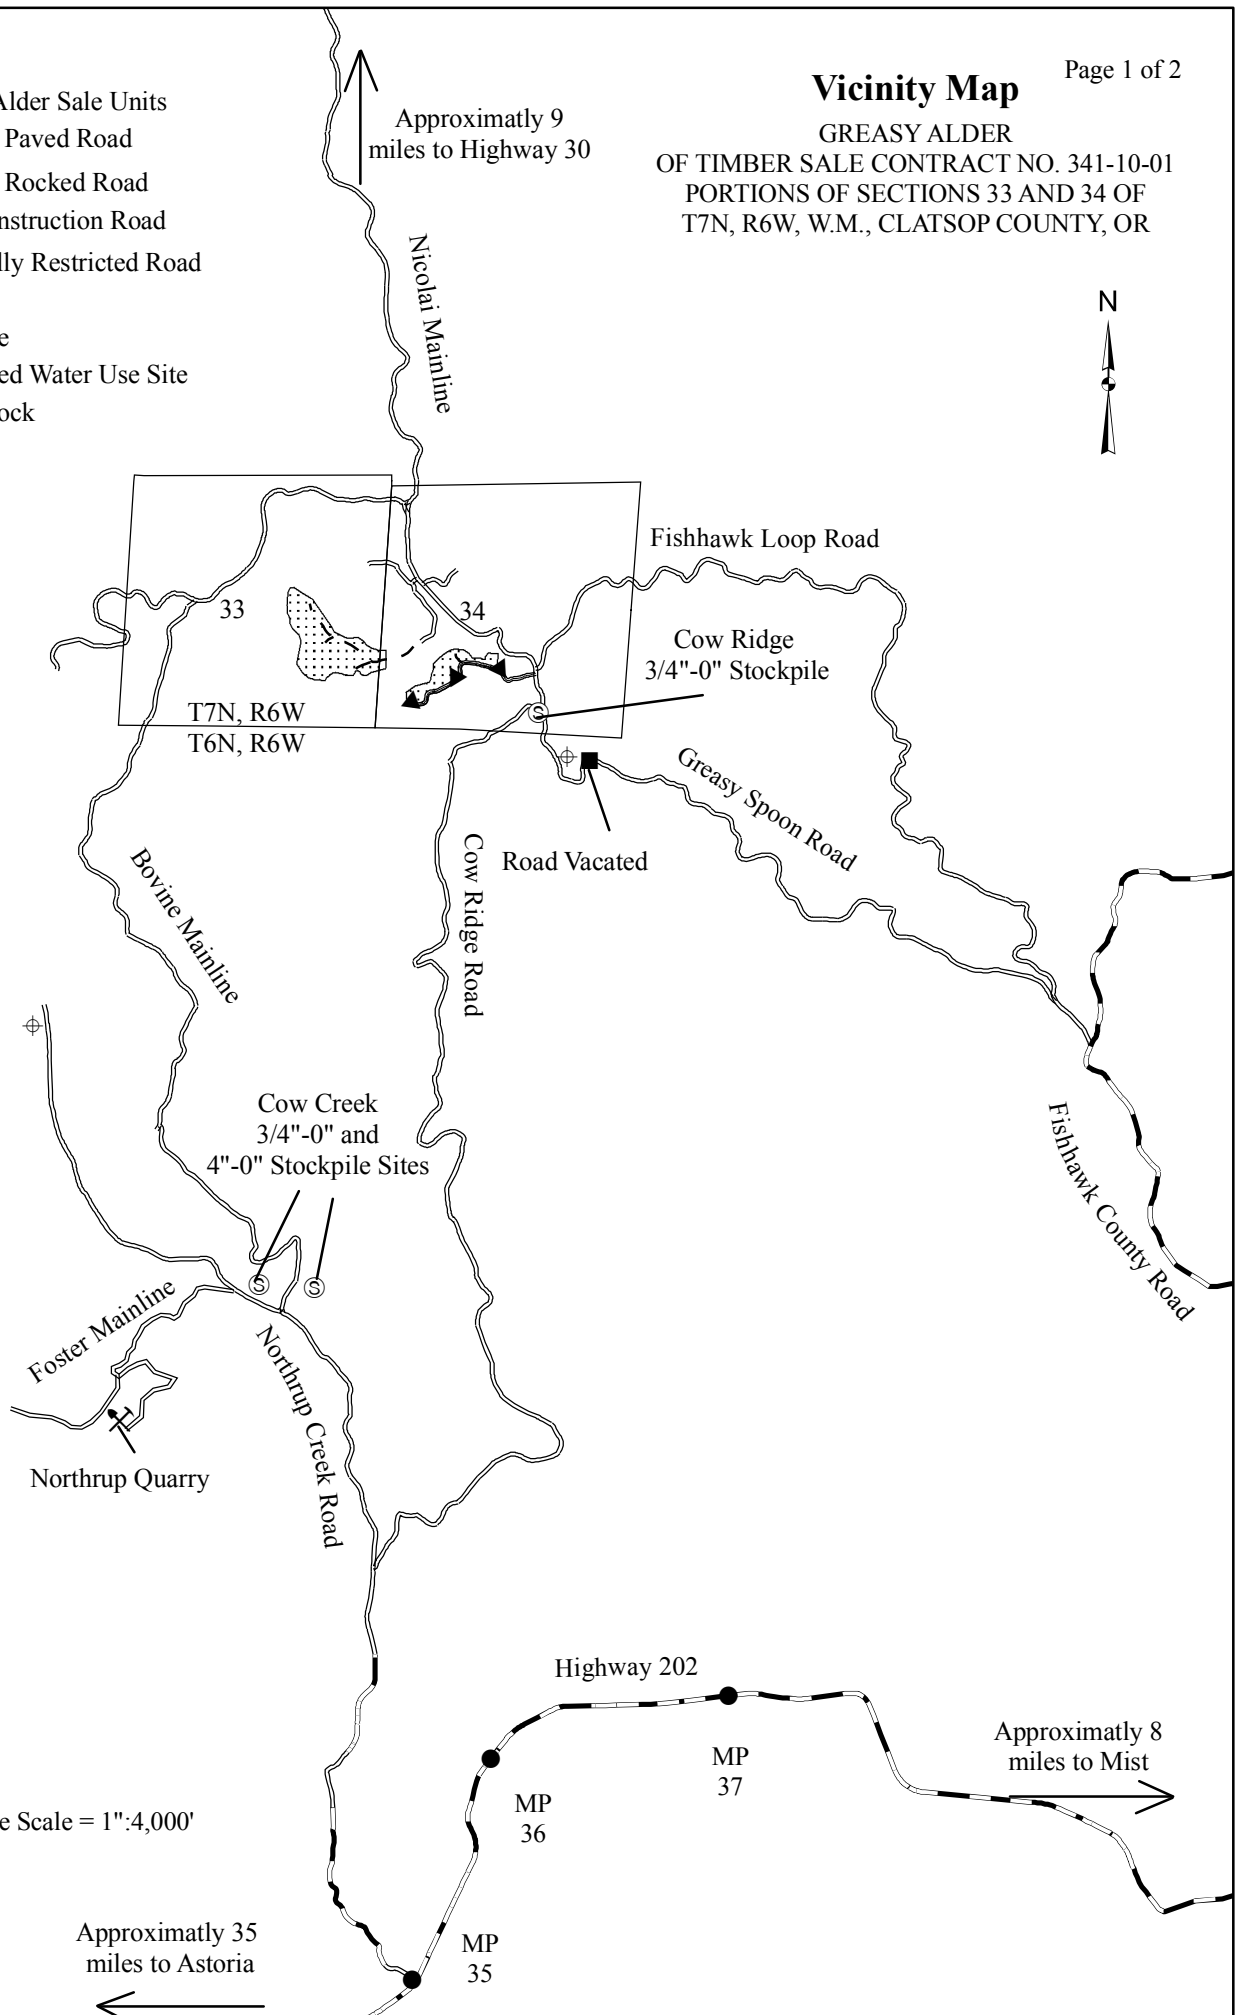 Page 1 of 2
Vicinity Map
GREASY ALDER
OF TIMBER SALE CONTRACT NO. 341-10-01
PORTIONS OF SECTIONS 33 AND 34 OF
T7N, R6W, W.M., CLATSOP COUNTY, OR
Alder Sale Units
Paved Road
Rocked Road
nstruction Road
lly Restricted Road
e
ed Water Use Site
ock
Approximatly 9
miles to Highway 30
N
Nicolai Mainline
Fishhawk Loop Road
33
34
Cow Ridge
3/4"-0" Stockpile
S
T7N, R6W
T6N, R6W
Greasy Spoon Road
Road Vacated
Bovine Mainline
Cow Ridge Road
Cow Creek
3/4"-0" and
4"-0" Stockpile Sites
S
S
Fishhawk County Road
Foster Mainline
Northrup Creek Road
Northrup Quarry
Highway 202
Approximatly 8
miles to Mist
MP
37
MP
36
e Scale = 1":4,000'
Approximatly 35
miles to Astoria
MP
35